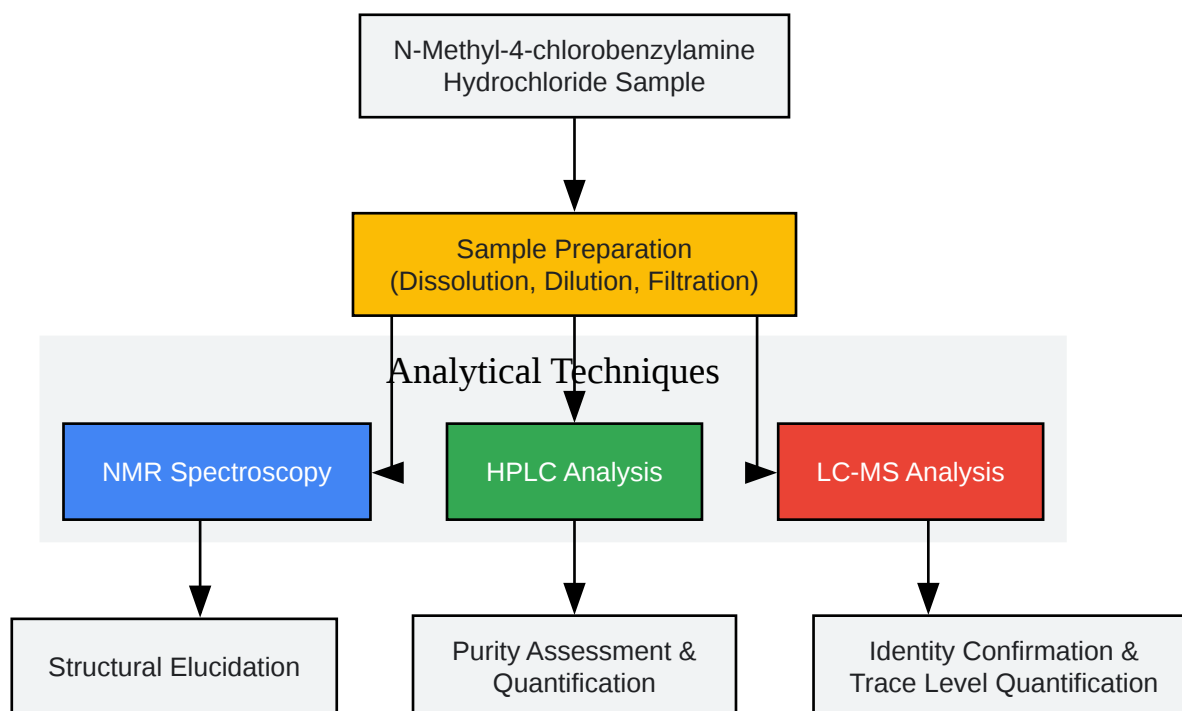 N-Methyl-4-chlorobenzylamine
Hydrochloride Sample
Sample Preparation
(Dissolution, Dilution, Filtration)
Analytical Techniques
NMR Spectroscopy
HPLC Analysis
LC-MS Analysis
Structural Elucidation
Purity Assessment &
Quantification
Identity Confirmation &
Trace Level Quantification